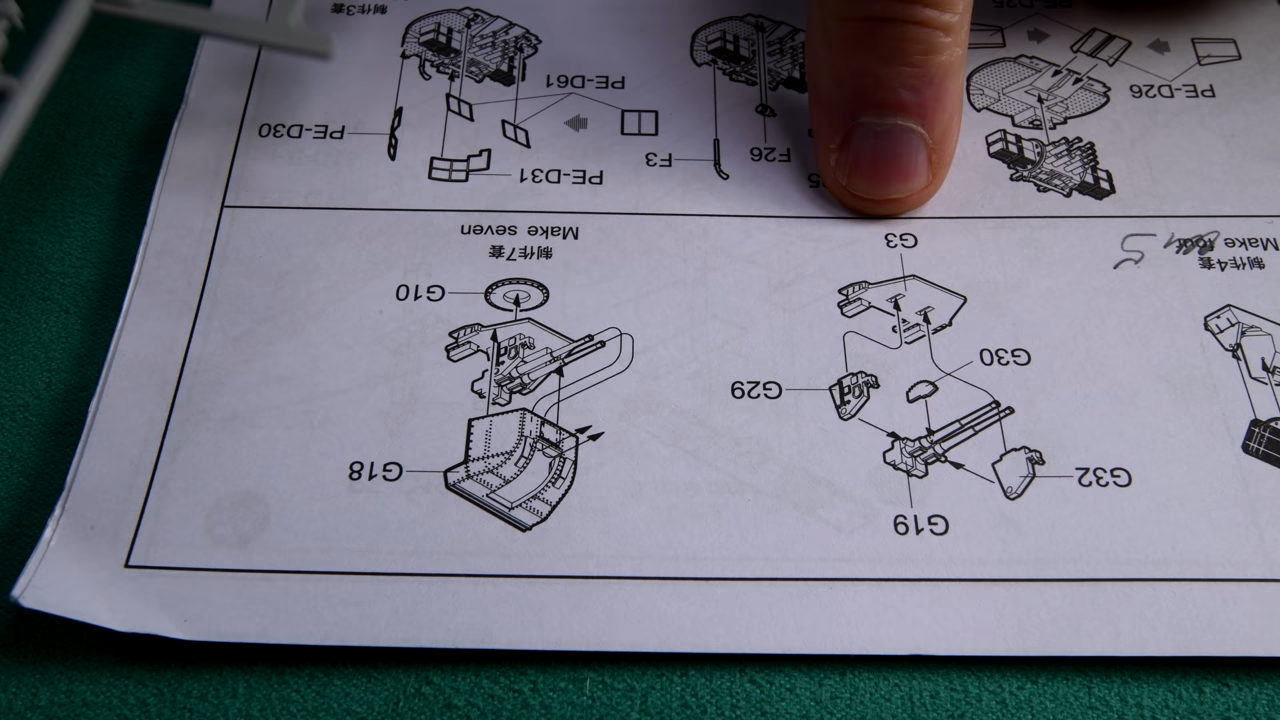 制作4套
Make four 5
G19
G32
G29
G30
G3
G18
G10
制作7套
Make seven
PE-D26
PE-D25
F3
F26
PE-D31
PE-D30
PE-D61
制作3套